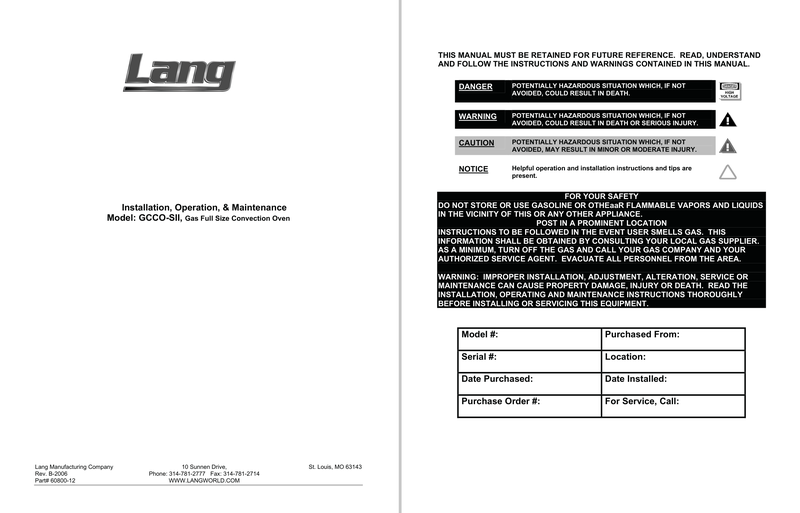 Lang
Installation, Operation, & Maintenance
Model: GCCO-SII, Gas Full Size Convection Oven
Lang Manufacturing Company 10 Sunnen Drive, St. Louis, MO 63143
Rev. B-2006 Phone: 314-781-2777 Fax: 314-781-2714
Part# 60800-12 WWW.LANGWORLD.COM
THIS MANUAL MUST BE RETAINED FOR FUTURE REFERENCE. READ, UNDERSTAND
AND FOLLOW THE INSTRUCTIONS AND WARNINGS CONTAINED IN THIS MANUAL.
DANGER POTENTIALLY HAZARDOUS SITUATION WHICH, IF NOT
AVOIDED, COULD RESULT IN DEATH.
HIGH
VOLTAGE
WARNING POTENTIALLY HAZARDOUS SITUATION WHICH, IF NOT
AVOIDED, COULD RESULT IN DEATH OR SERIOUS INJURY.
CAUTION POTENTIALLY HAZARDOUS SITUATION WHICH, IF NOT
AVOIDED, MAY RESULT IN MINOR OR MODERATE INJURY.
NOTICE Helpful operation and installation instructions and tips are
present.
FOR YOUR SAFETY
DO NOT STORE OR USE GASOLINE OR OTHEaaR FLAMMABLE VAPORS AND LIQUIDS
IN THE VICINITY OF THIS OR ANY OTHER APPLIANCE.
POST IN A PROMINENT LOCATION
INSTRUCTIONS TO BE FOLLOWED IN THE EVENT USER SMELLS GAS. THIS
INFORMATION SHALL BE OBTAINED BY CONSULTING YOUR LOCAL GAS SUPPLIER.
AS A MINIMUM, TURN OFF THE GAS AND CALL YOUR GAS COMPANY AND YOUR
AUTHORIZED SERVICE AGENT. EVACUATE ALL PERSONNEL FROM THE AREA.
WARNING: IMPROPER INSTALLATION, ADJUSTMENT, ALTERATION, SERVICE OR
MAINTENANCE CAN CAUSE PROPERTY DAMAGE, INJURY OR DEATH. READ THE
INSTALLATION, OPERATING AND MAINTENANCE INSTRUCTIONS THOROUGHLY
BEFORE INSTALLING OR SERVICING THIS EQUIPMENT.
Model #: Purchased From:
Serial #: Location:
Date Purchased: Date Installed:
Purchase Order #: For Service, Call: